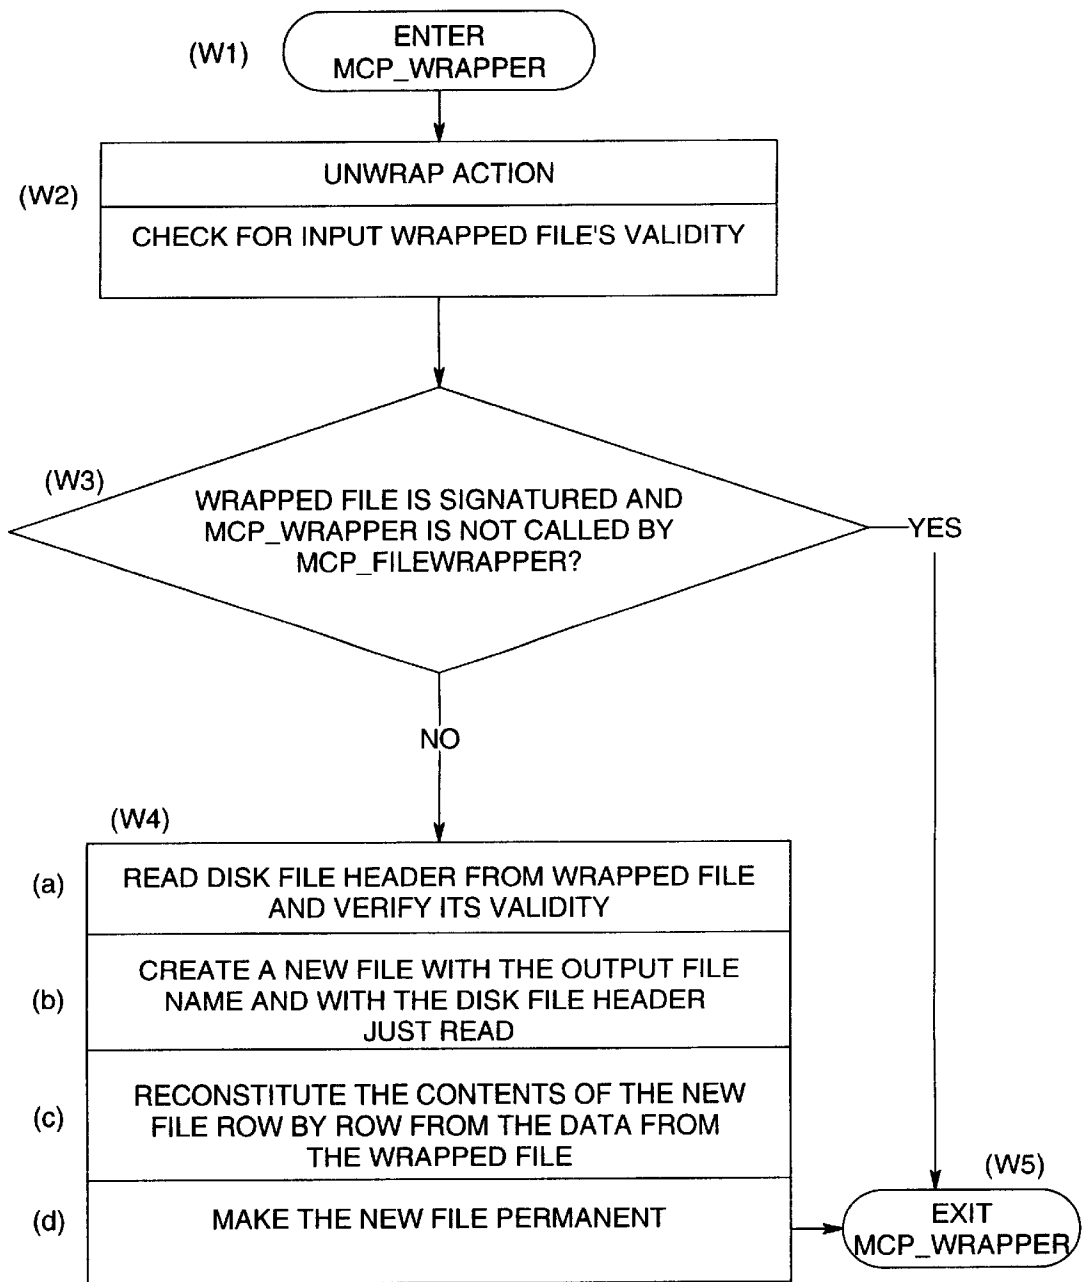 (W1)
ENTER
MCP_WRAPPER
(W2)
UNWRAP ACTION
CHECK FOR INPUT WRAPPED FILE'S VALIDITY
(W3)
WRAPPED FILE IS SIGNATURED AND
MCP_WRAPPER IS NOT CALLED BY
MCP_FILEWRAPPER?
YES
NO
(W4)
(a)
READ DISK FILE HEADER FROM WRAPPED FILE
AND VERIFY ITS VALIDITY
(b)
CREATE A NEW FILE WITH THE OUTPUT FILE
NAME AND WITH THE DISK FILE HEADER
JUST READ
(c)
RECONSTITUTE THE CONTENTS OF THE NEW
FILE ROW BY ROW FROM THE DATA FROM
THE WRAPPED FILE
(d)
MAKE THE NEW FILE PERMANENT
(W5)
EXIT
MCP_WRAPPER